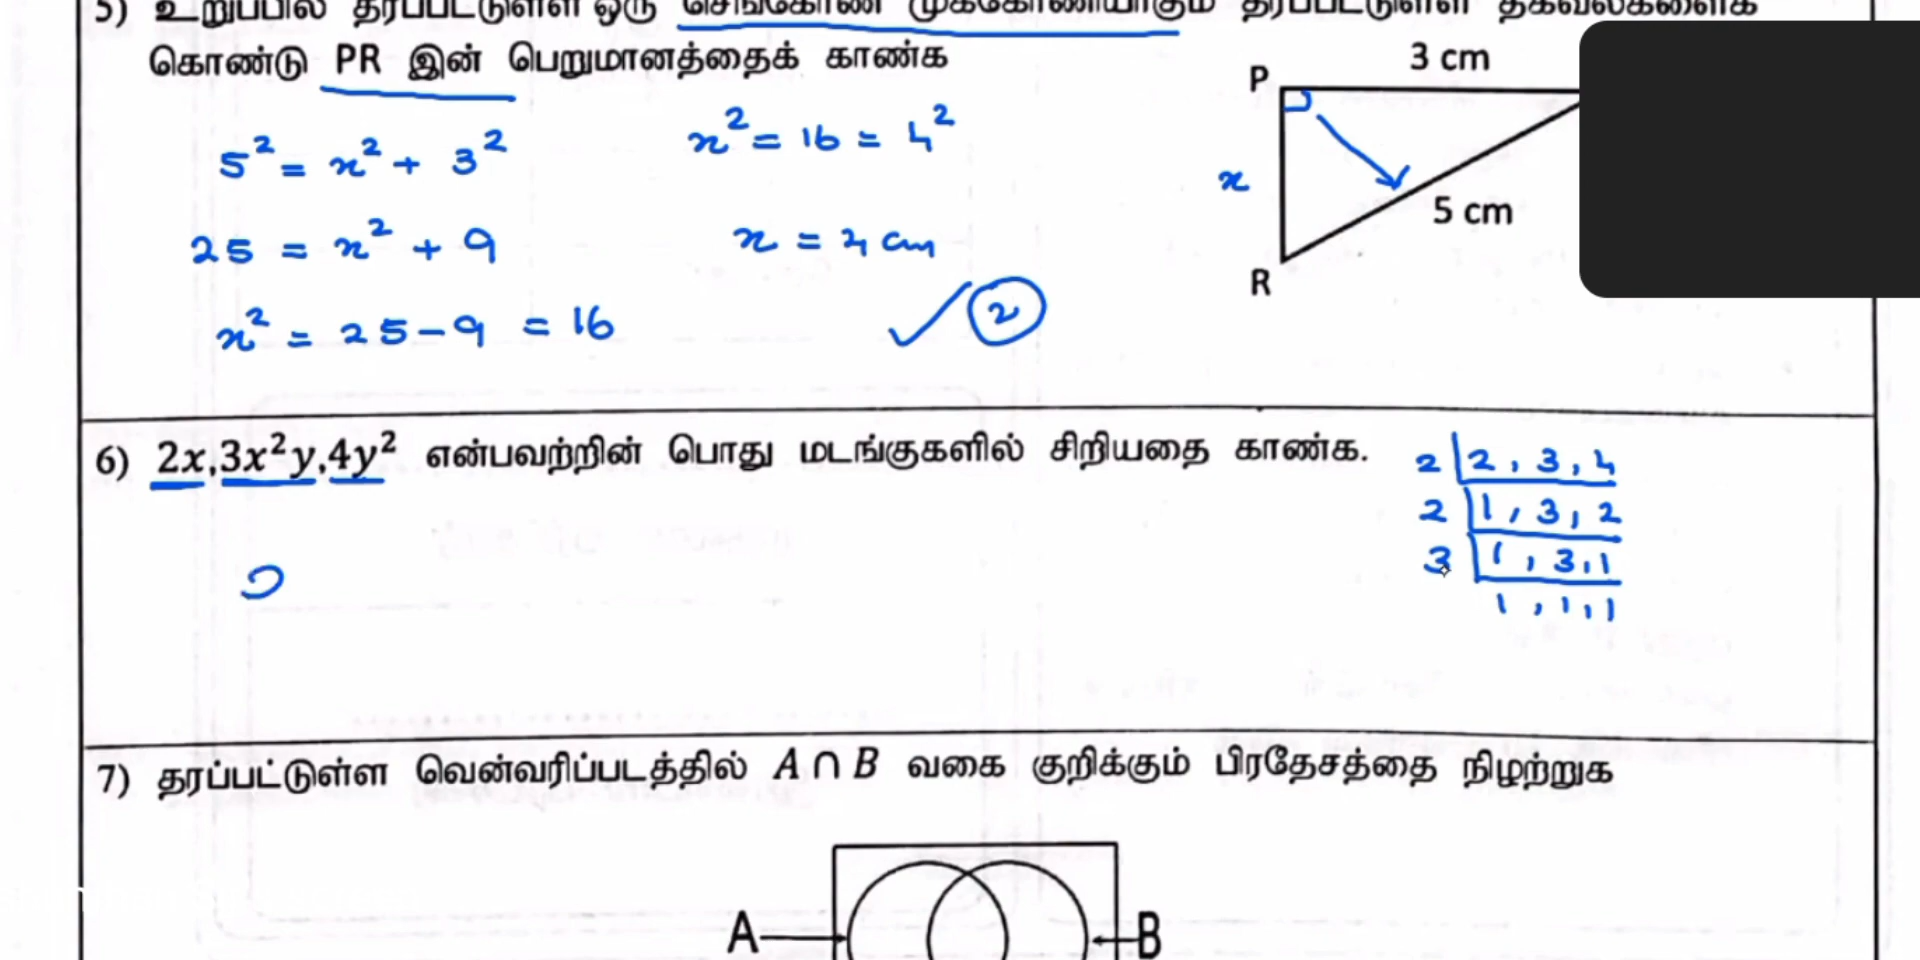 5) உறுப்பில் தரப்பட்டுள்ள ஒரு செங்கோண முக்கோணியாகும் தரப்பட்டுள்ள தகவல்களைக்
கொண்டு PR இன் பெறுமானத்தைக் காண்க
3 cm
P
5² = x² + 3²
x² = 16 = 4²
x
5 cm
25 = x² + 9
x = 4 cm
R
x² = 25 - 9 = 16
✓ 2
6) 2x,3x²y,4y² என்பவற்றின் பொது மடங்குகளில் சிறியதை காண்க.
2 | 2, 3, 4
2 | 1, 3, 2
3 | 1, 3, 1
1, 1, 1
7) தரப்பட்டுள்ள வென்வரிப்படத்தில் A ∩ B வகை குறிக்கும் பிரதேசத்தை நிழற்றுக
A
B